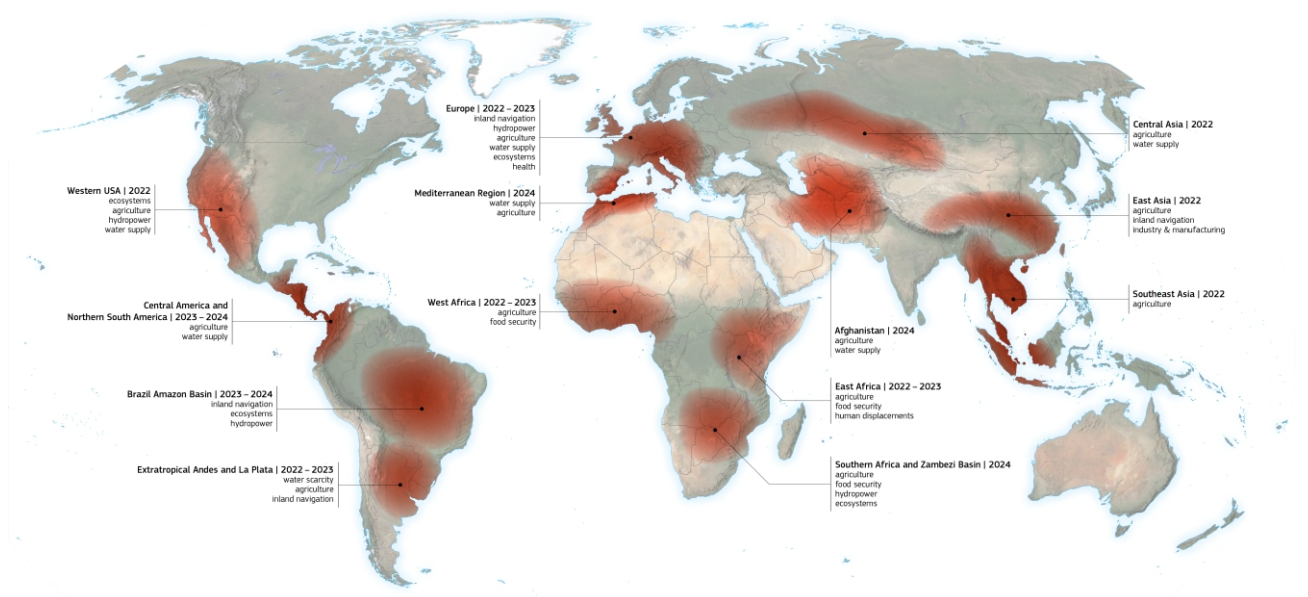 Europe | 2022 – 2023
inland navigation
hydropower
agriculture
water supply
ecosystems
health
Central Asia | 2022
agriculture
water supply
Western USA | 2022
ecosystems
agriculture
hydropower
water supply
Mediterranean Region | 2024
water supply
agriculture
East Asia | 2022
agriculture
inland navigation
industry & manufacturing
Central America and
Northern South America | 2023 – 2024
agriculture
water supply
West Africa | 2022 – 2023
agriculture
food security
Southeast Asia | 2022
agriculture
Afghanistan | 2024
agriculture
water supply
Brazil Amazon Basin | 2023 – 2024
inland navigation
ecosystems
hydropower
East Africa | 2022 – 2023
agriculture
food security
human displacements
Extratropical Andes and La Plata | 2022 – 2023
water scarcity
agriculture
inland navigation
Southern Africa and Zambezi Basin | 2024
agriculture
food security
hydropower
ecosystems